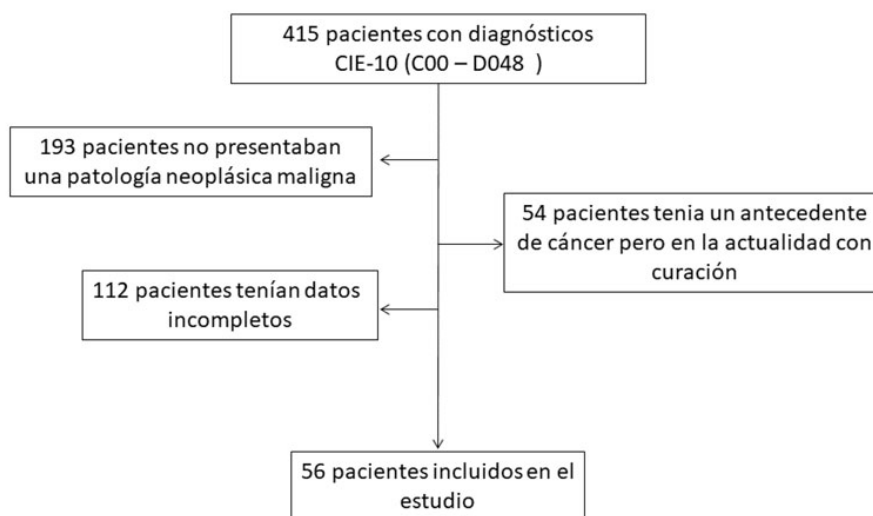 415 pacientes con diagnósticos
CIE-10 (C00 – D048  )
193 pacientes no presentaban
una patología neoplásica maligna
54 pacientes tenia un antecedente
de cáncer pero en la actualidad con
curación
112 pacientes tenían datos
incompletos
56 pacientes incluidos en el
estudio